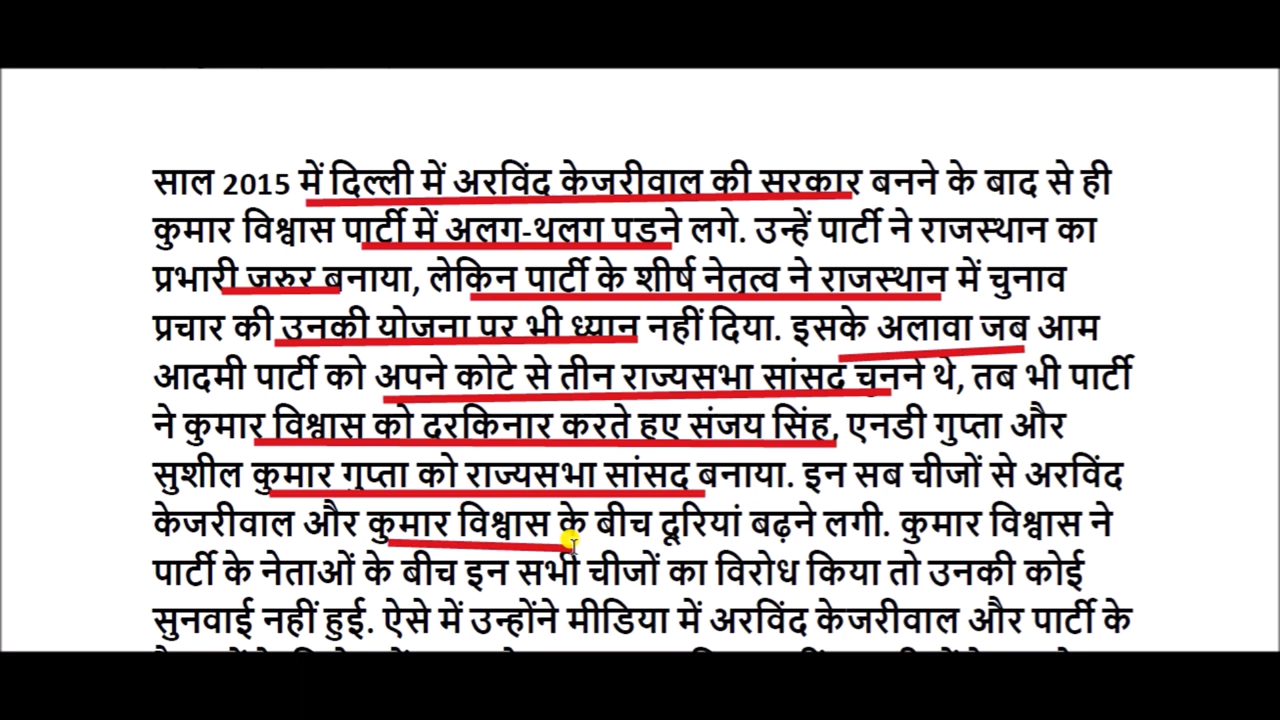 साल 2015 में दिल्ली में अरविंद केजरीवाल की सरकार बनने के बाद से ही
कुमार विश्वास पार्टी में अलग-थलग पडने लगे. उन्हें पार्टी ने राजस्थान का
प्रभारी जरुर बनाया, लेकिन पार्टी के शीर्ष नेतृत्व ने राजस्थान में चुनाव
प्रचार की उनकी योजना पर भी ध्यान नहीं दिया. इसके अलावा जब आम
आदमी पार्टी को अपने कोटे से तीन राज्यसभा सांसद चुनने थे, तब भी पार्टी
ने कुमार विश्वास को दरकिनार करते हुए संजय सिंह, एनडी गुप्ता और
सुशील कुमार गुप्ता को राज्यसभा सांसद बनाया. इन सब चीजों से अरविंद
केजरीवाल और कुमार विश्वास के बीच दूरियां बढ़ने लगी. कुमार विश्वास ने
पार्टी के नेताओं के बीच इन सभी चीजों का विरोध किया तो उनकी कोई
सुनवाई नहीं हुई. ऐसे में उन्होंने मीडिया में अरविंद केजरीवाल और पार्टी के